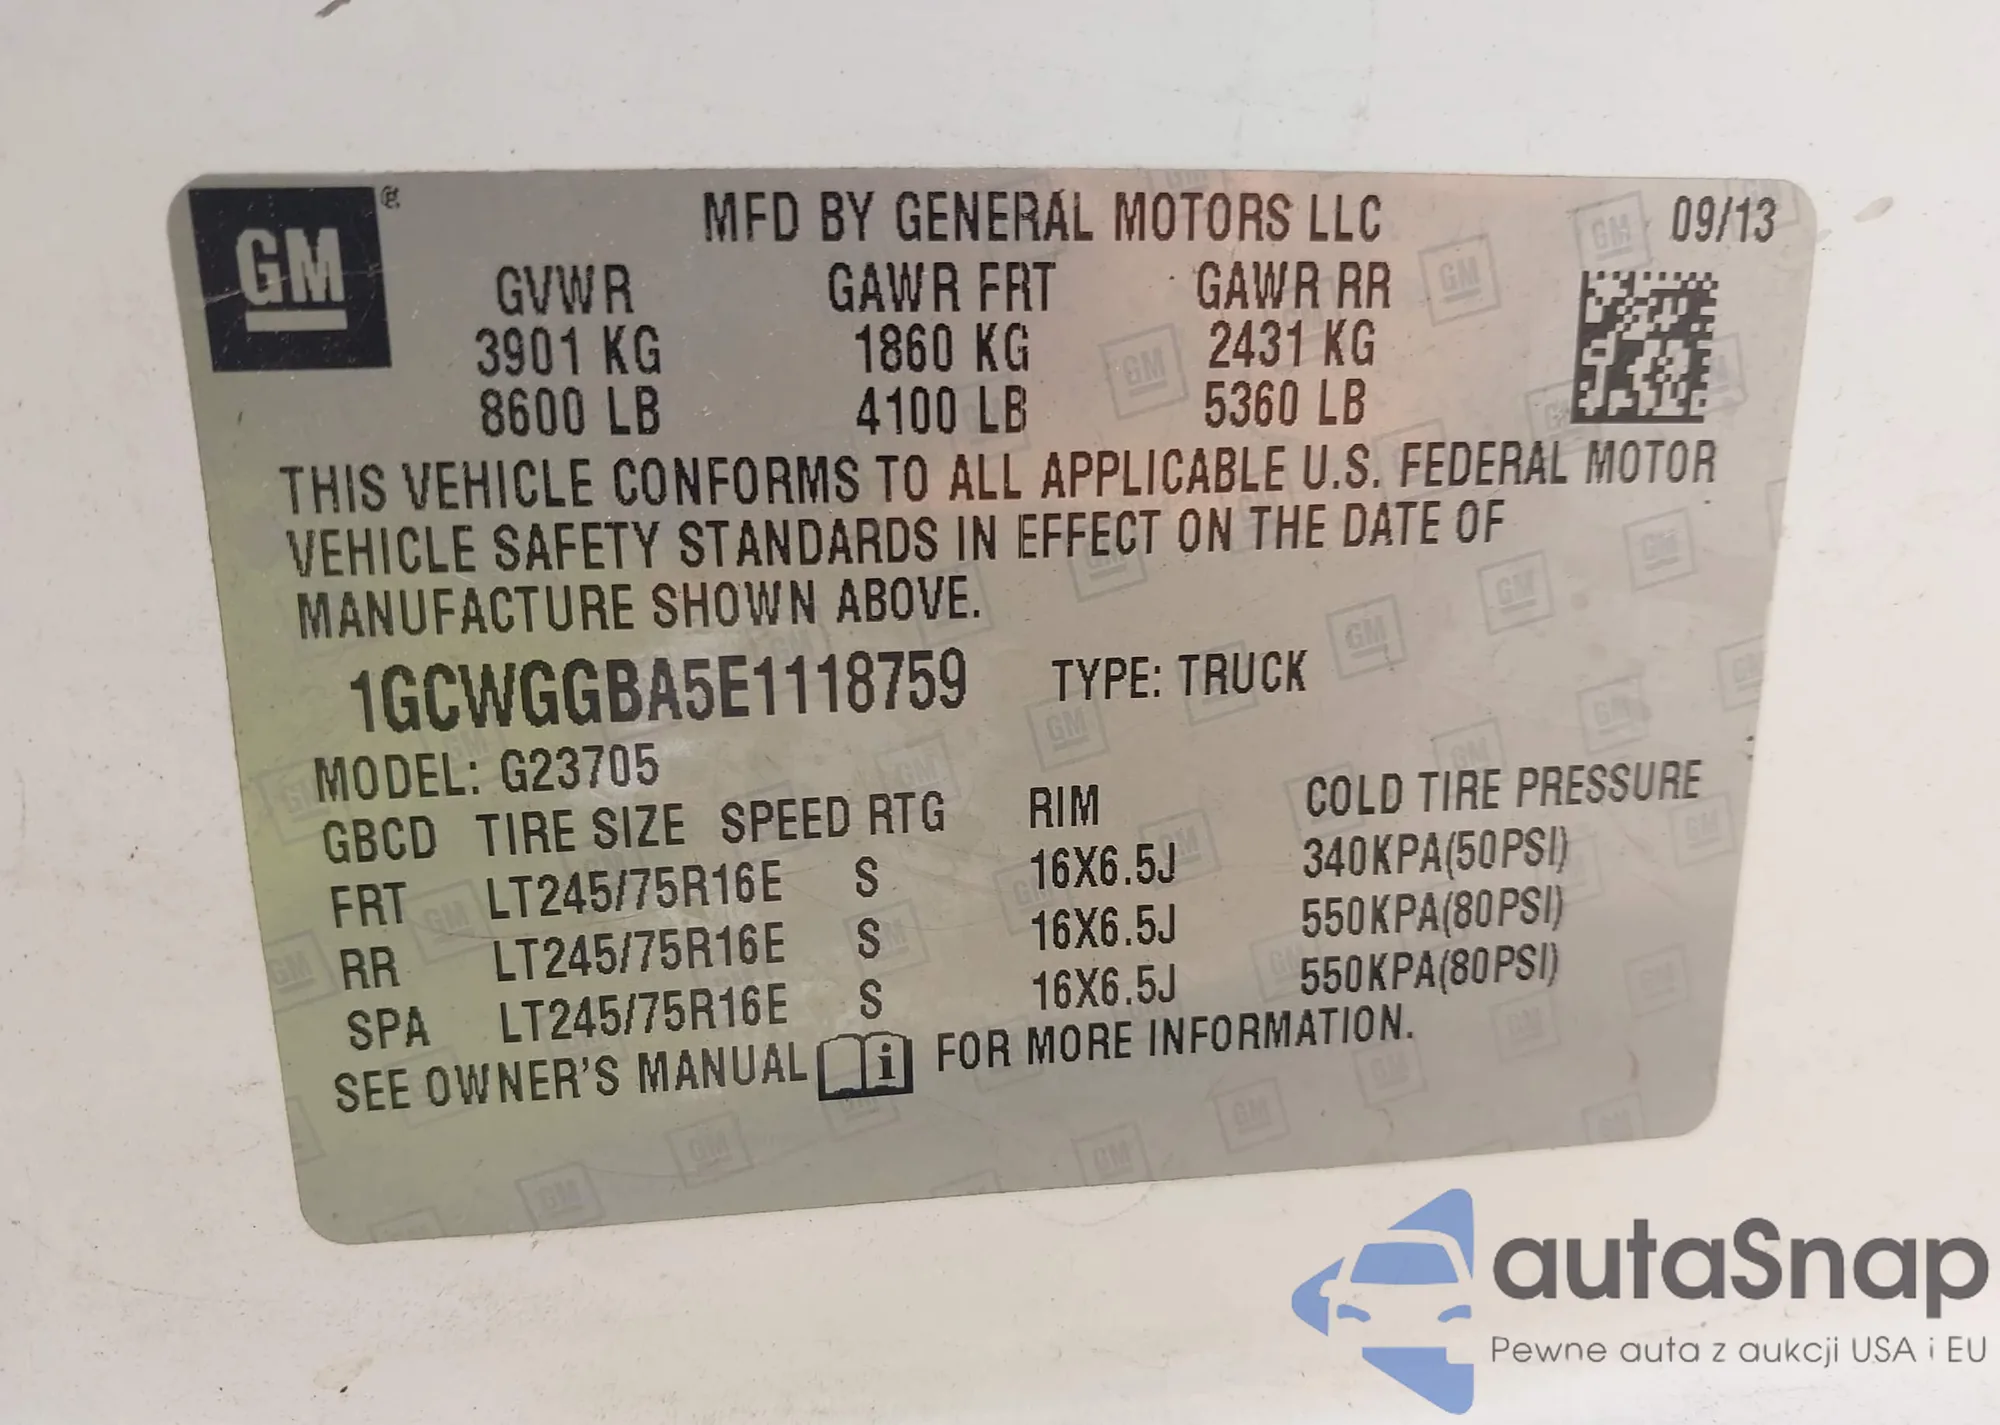 GM®
MFD BY GENERAL MOTORS LLC 09/13
GVWR GAWR FRT GAWR RR
3901 KG 1860 KG 2431 KG
8600 LB 4100 LB 5360 LB
THIS VEHICLE CONFORMS TO ALL APPLICABLE U.S. FEDERAL MOTOR
VEHICLE SAFETY STANDARDS IN EFFECT ON THE DATE OF
MANUFACTURE SHOWN ABOVE.
1GCWGGBA5E1118759 TYPE: TRUCK
MODEL: G23705
GBCD TIRE SIZE SPEED RTG RIM COLD TIRE PRESSURE
FRT LT245/75R16E S 16X6.5J 340KPA(50PSI)
RR LT245/75R16E S 16X6.5J 550KPA(80PSI)
SPA LT245/75R16E S 16X6.5J 550KPA(80PSI)
SEE OWNER'S MANUAL i FOR MORE INFORMATION.
autaSnap
Pewne auta z aukcji USA i EU